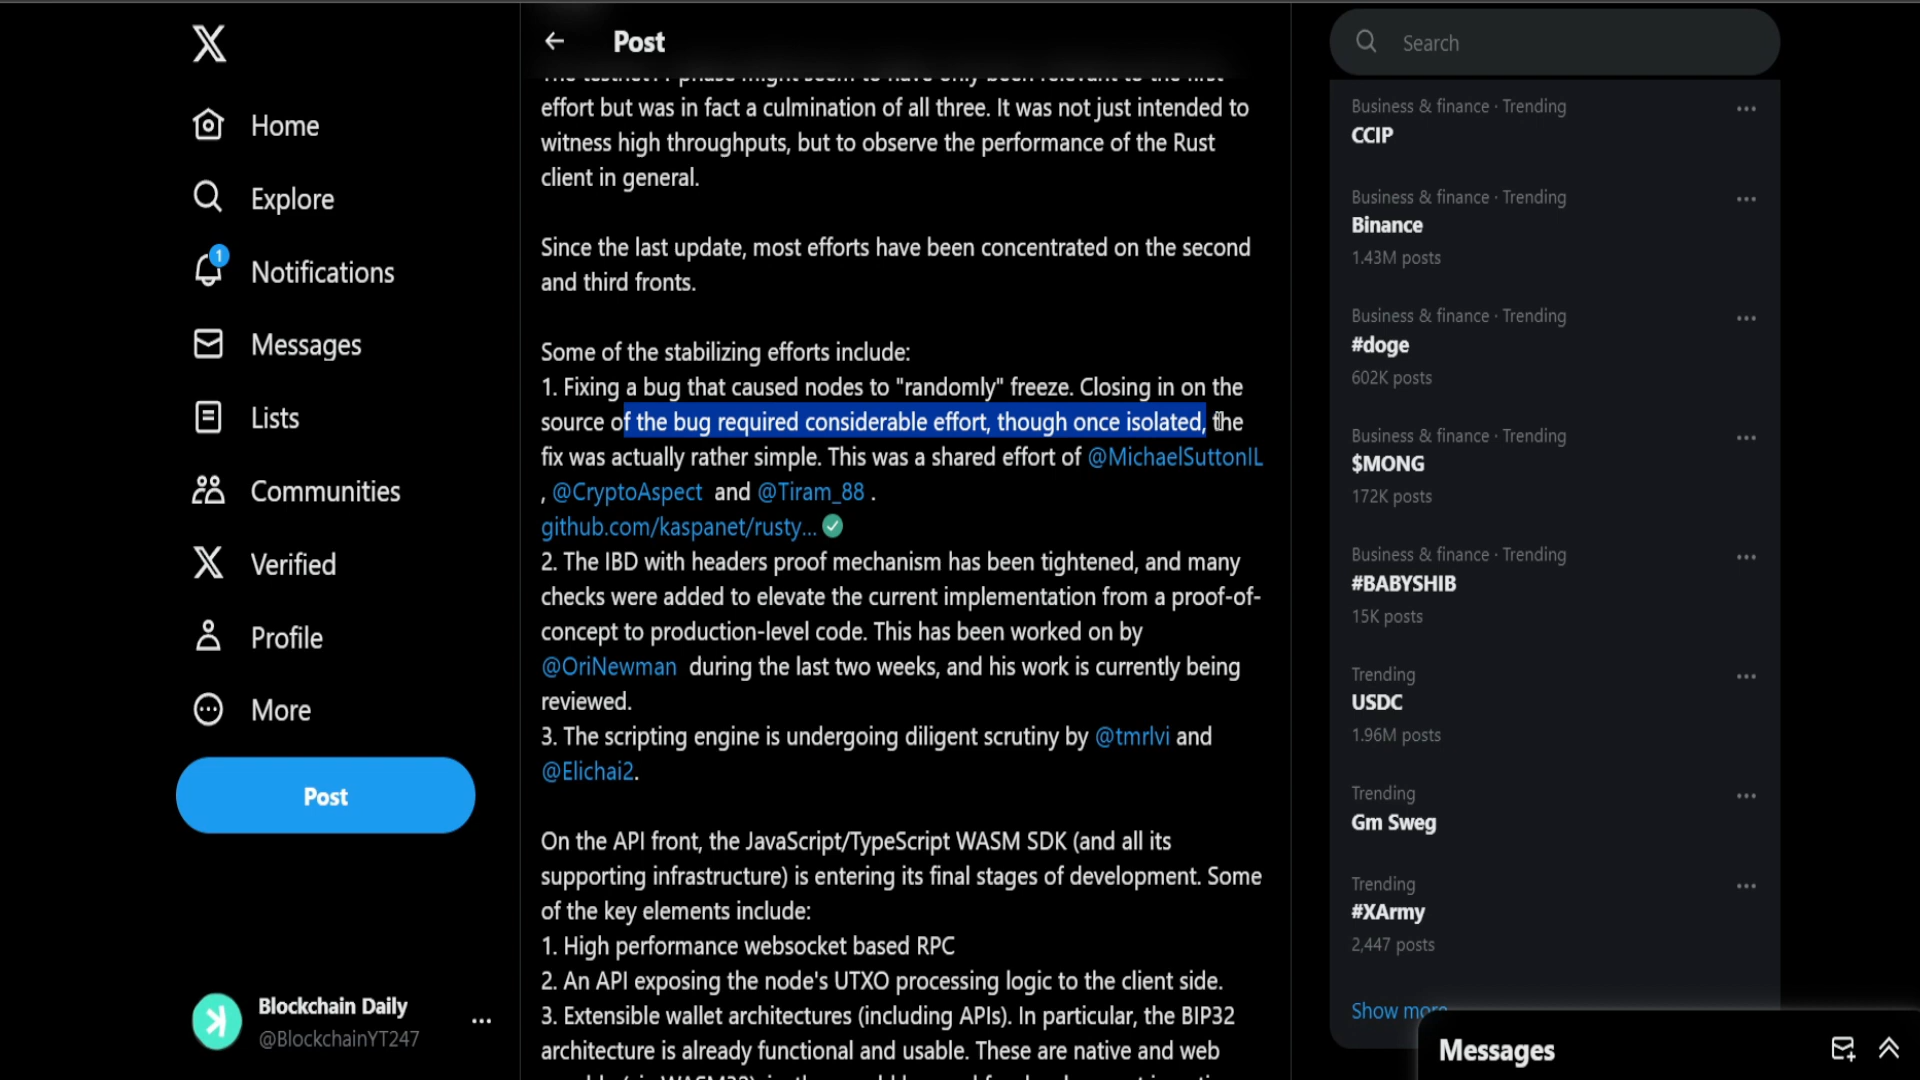 Home
Explore
1
Notifications
Messages
Lists
Communities
Verified
Profile
More
Post
Blockchain Daily
@BlockchainYT247
Post
effort but was in fact a culmination of all three. It was not just intended to
witness high throughputs, but to observe the performance of the Rust
client in general.
Since the last update, most efforts have been concentrated on the second
and third fronts.
Some of the stabilizing efforts include:
1. Fixing a bug that caused nodes to "randomly" freeze. Closing in on the
source of the bug required considerable effort, though once isolated, the
fix was actually rather simple. This was a shared effort of @MichaelSuttonIL
, @CryptoAspect and @Tiram_88 .
github.com/kaspanet/rusty...
2. The IBD with headers proof mechanism has been tightened, and many
checks were added to elevate the current implementation from a proof-of-
concept to production-level code. This has been worked on by
@OriNewman during the last two weeks, and his work is currently being
reviewed.
3. The scripting engine is undergoing diligent scrutiny by @tmrlvi and
@Elichai2.
On the API front, the JavaScript/TypeScript WASM SDK (and all its
supporting infrastructure) is entering its final stages of development. Some
of the key elements include:
1. High performance websocket based RPC
2. An API exposing the node's UTXO processing logic to the client side.
3. Extensible wallet architectures (including APIs). In particular, the BIP32
architecture is already functional and usable. These are native and web
Search
Business & finance · Trending
CCIP
Business & finance · Trending
Binance
1.43M posts
Business & finance · Trending
#doge
602K posts
Business & finance · Trending
$MONG
172K posts
Business & finance · Trending
#BABYSHIB
15K posts
Trending
USDC
1.96M posts
Trending
Gm Sweg
Trending
#XArmy
2,447 posts
Show more
Messages